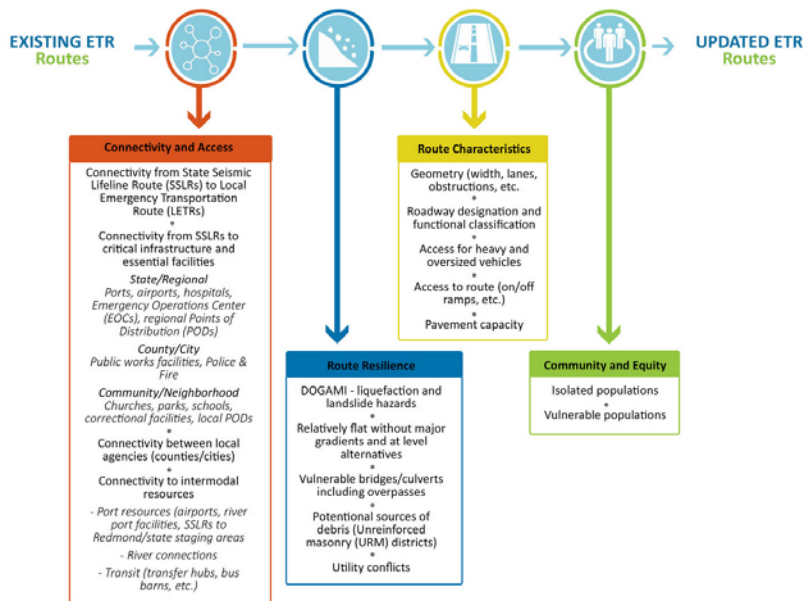 EXISTING ETR
Routes
UPDATED ETR
Routes
Connectivity and Access
Connectivity from State Seismic
Lifeline Route (SSLRs) to Local
Emergency Transportation
Route (LETRs)
*
Connectivity from SSLRs to
critical infrastructure and
essential facilities
State/Regional
Ports, airports, hospitals,
Emergency Operations Center
(EOCs), regional Points of
Distribution (PODs)
County/City
Public works facilities, Police &
Fire
Community/Neighborhood
Churches, parks, schools,
correctional facilities, local PODs
*
Connectivity between local
agencies (counties/cities)
*
Connectivity to intermodal
resources
- Port resources (airports, river
port facilities, SSLRs to
Redmond/state staging areas
- River connections
- Transit (transfer hubs, bus
barns, etc.)
Route Resilience
DOGAMI - liquefaction and
landslide hazards
*
Relatively flat without major
gradients and at level
alternatives
*
Vulnerable bridges/culverts
including overpasses
*
Potential sources of
debris (Unreinforced
masonry (URM) districts)
*
Utility conflicts
Route Characteristics
Geometry (width, lanes,
obstructions, etc.
*
Roadway designation and
functional classification
*
Access for heavy and
oversized vehicles
*
Access to route (on/off
ramps, etc.)
*
Pavement capacity
Community and Equity
Isolated populations
*
Vulnerable populations